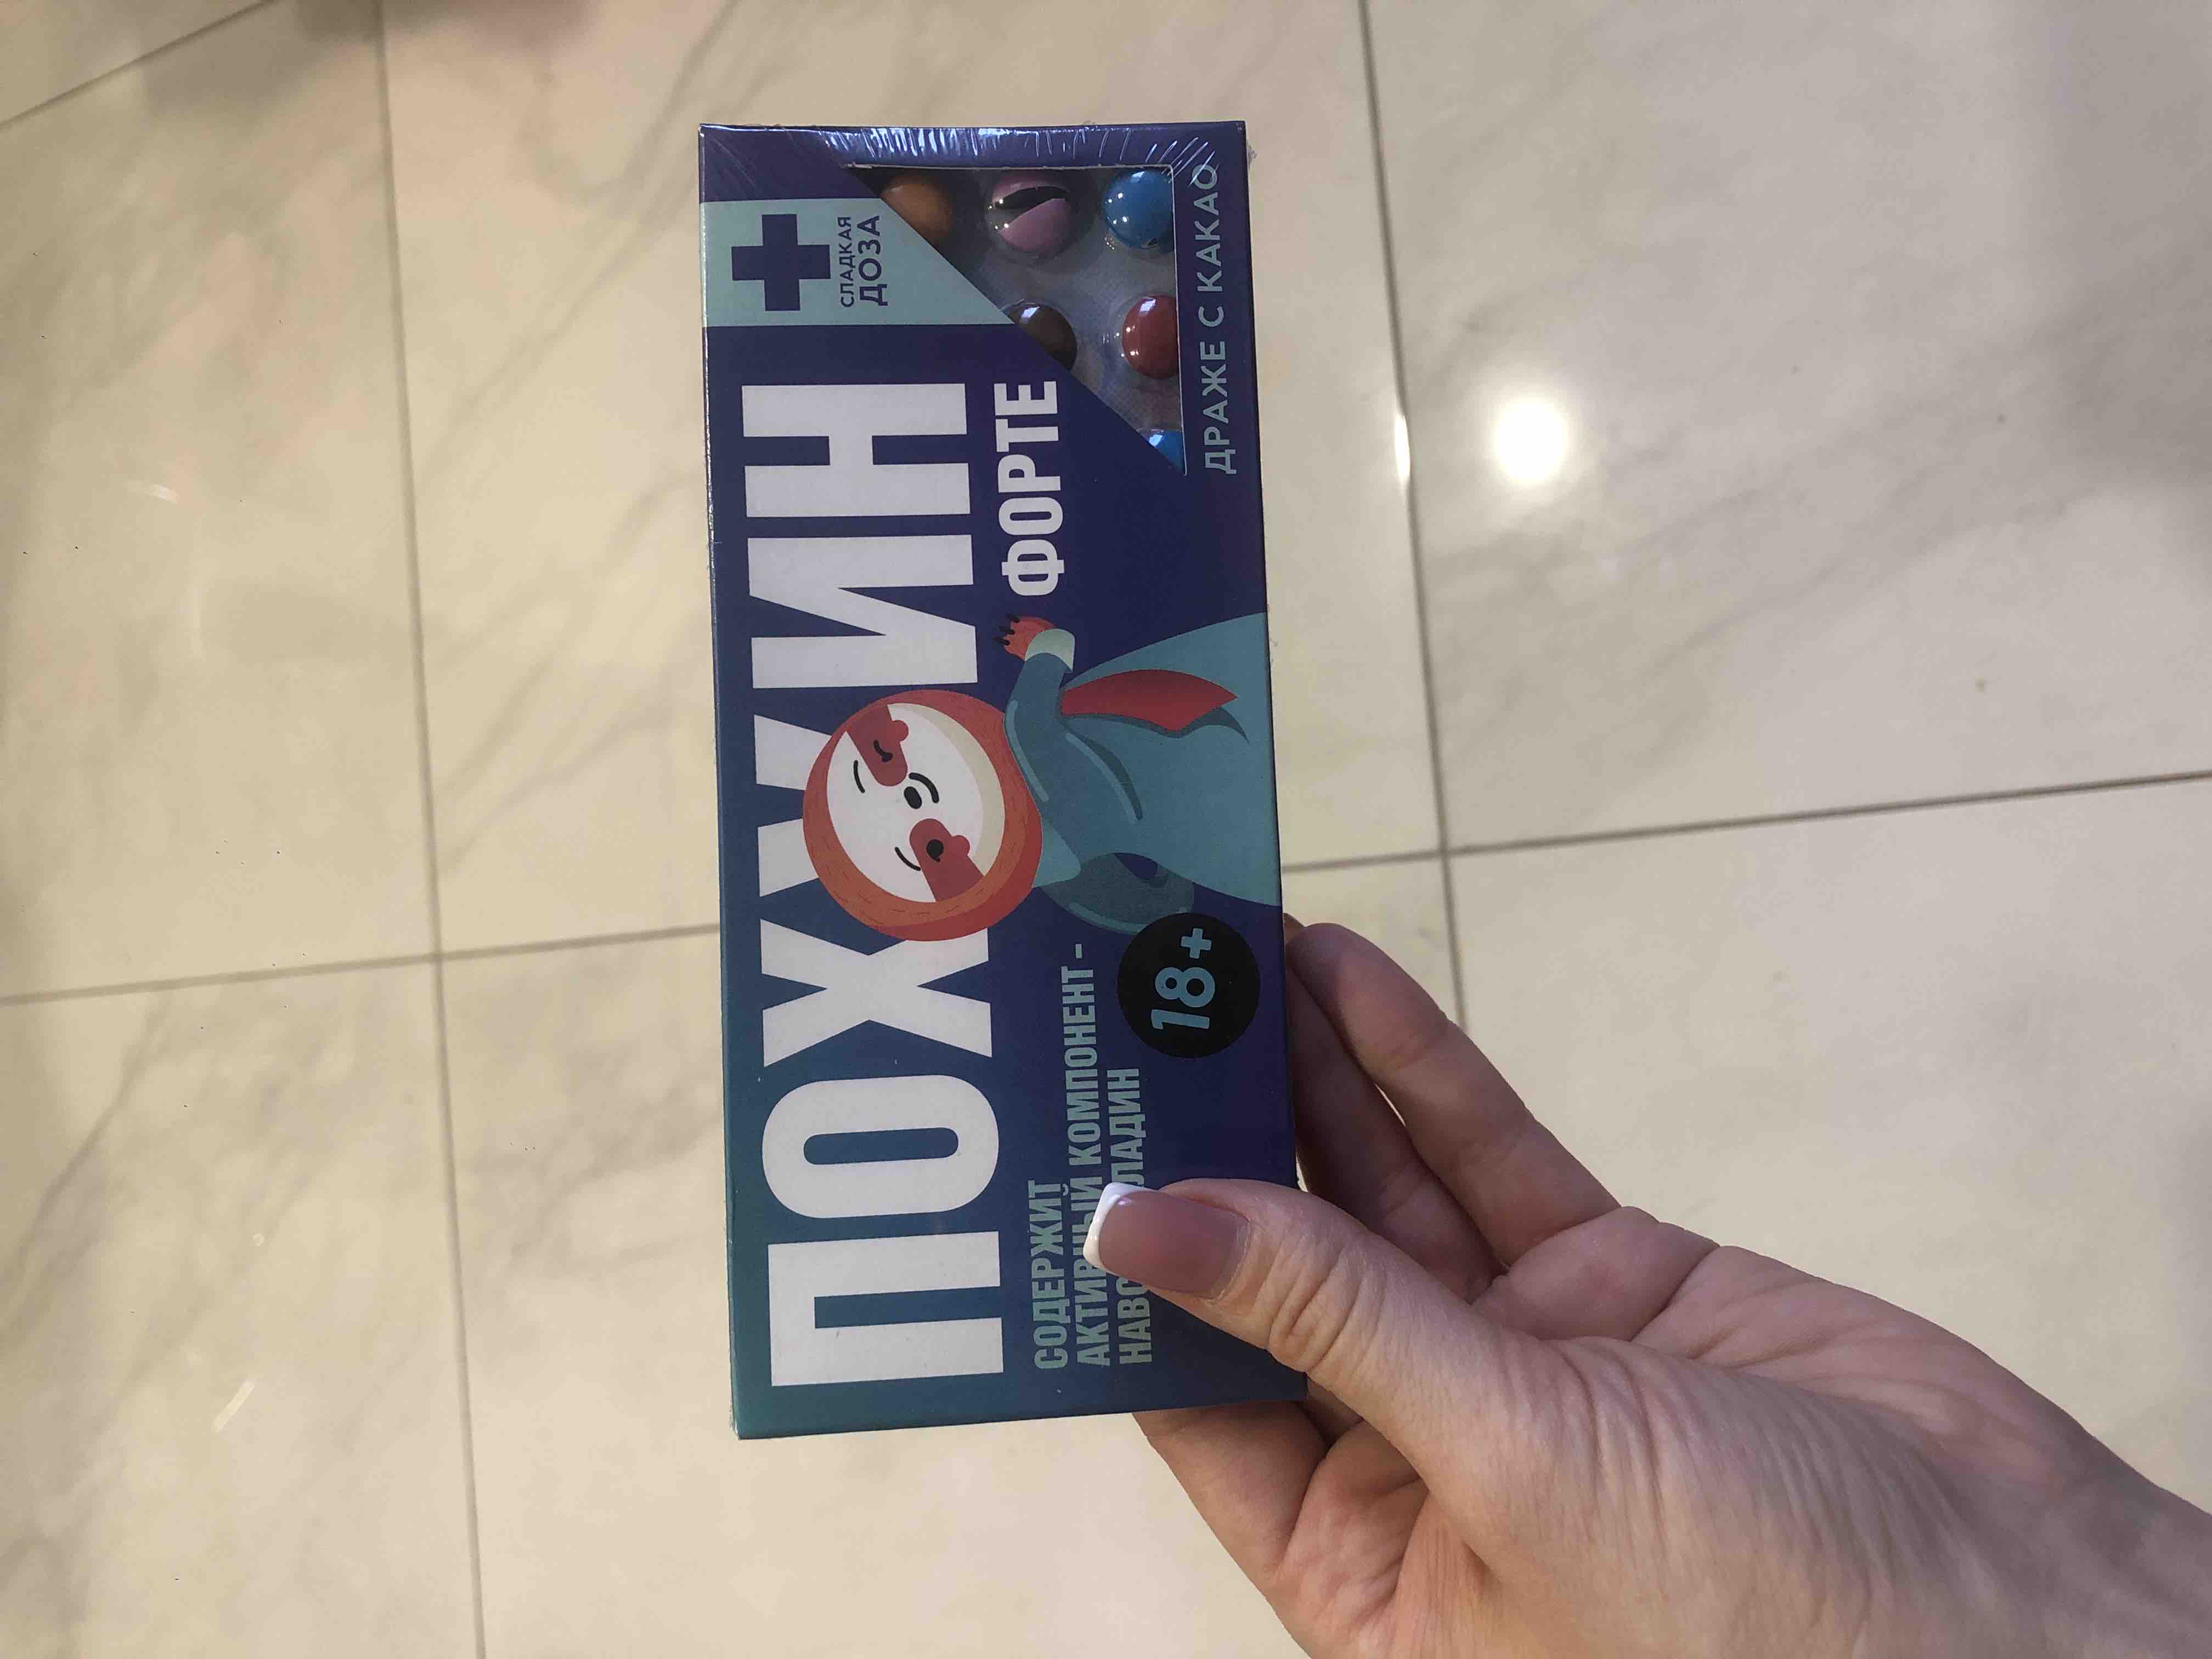 ПОХУИН
СЛАДКАЯ
ДОЗА
ФОРТЕ
СОДЕРЖИТ
АКТИВНЫЙ КОМПОНЕНТ-
18+
ДРАЖЕ С КАКАО